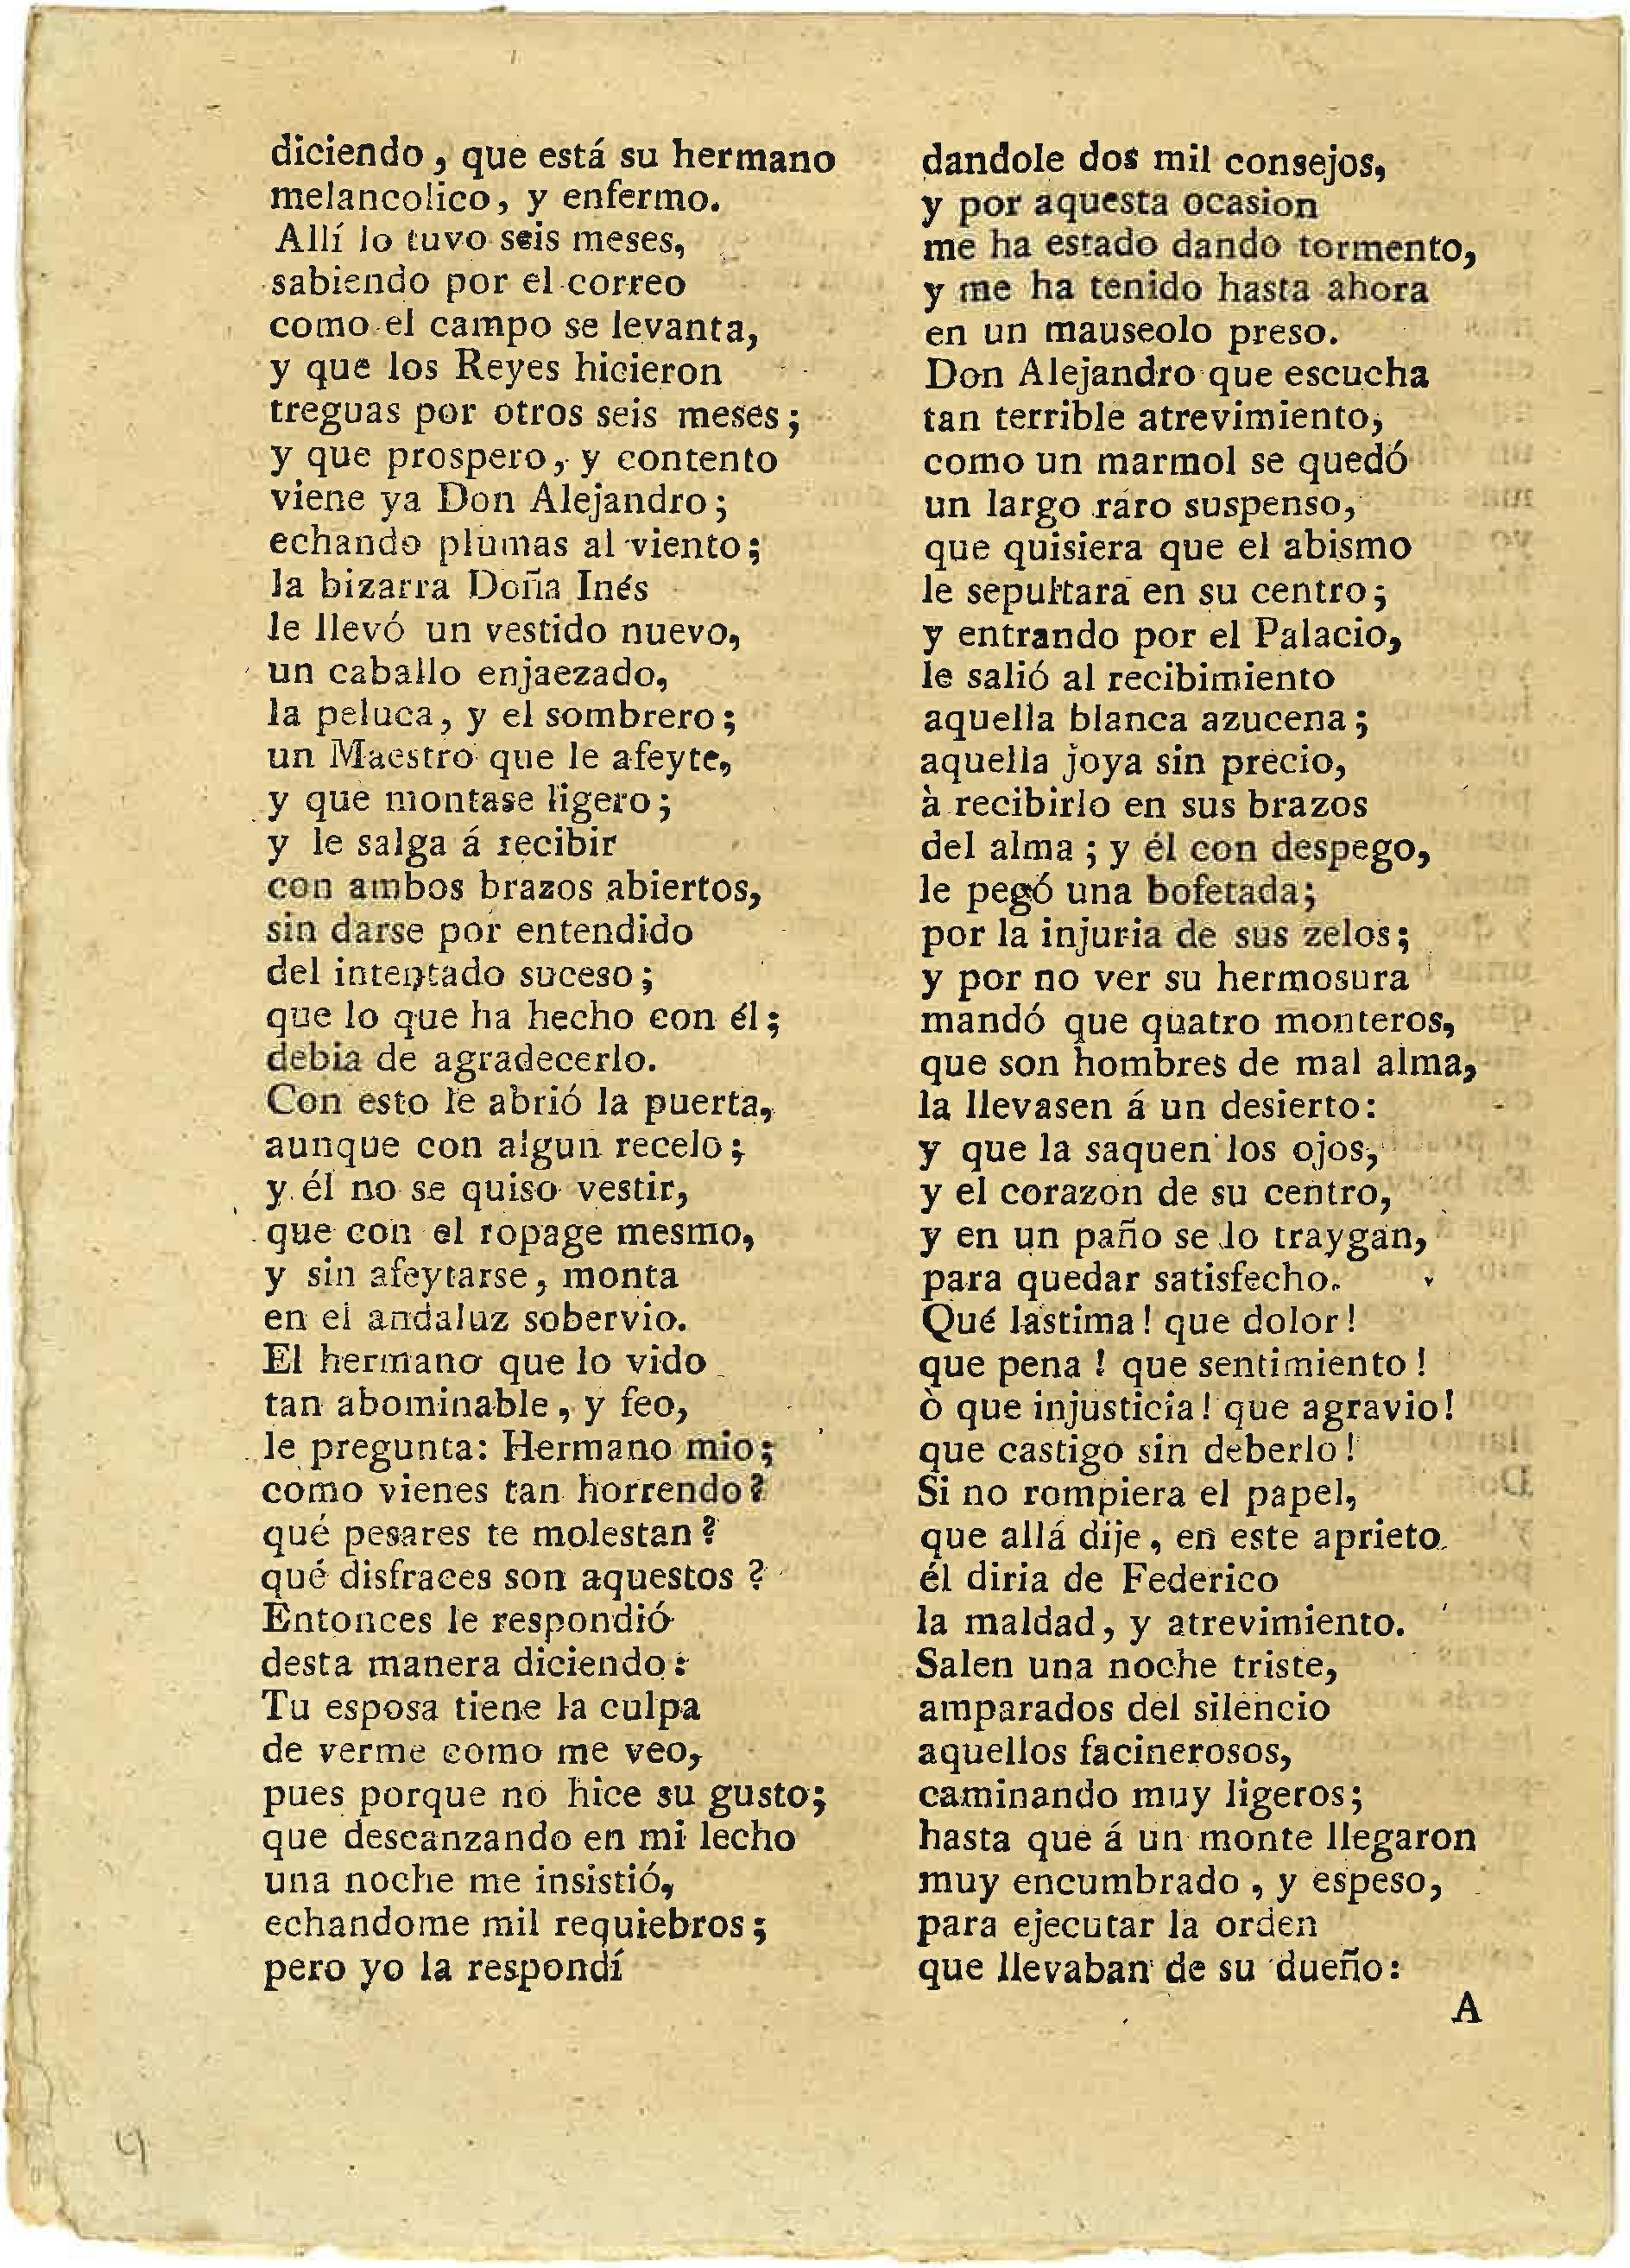 diciendo, que está su hermano
melancolico, y enfermo.
Allí lo tuvo seis meses,
sabiendo por el correo
como el campo se levanta,
y que los Reyes hicieron
treguas por otros seis meses;
y que prospero, y contento
viene ya Don Alejandro;
echando plumas al viento;
la bizarra Doña Inés
le llevó un vestido nuevo,
un caballo enjaezado,
la peluca, y el sombrero;
un Maestro que le afeyte,
y que montase ligero;
y le salga á recibir
con ambos brazos abiertos,
sin darse por entendido
del intentado suceso;
que lo que ha hecho con él;
debia de agradecerlo.
Con esto le abrió la puerta,
aunque con algun recelo;
y él no se quiso vestir,
que con el ropage mesmo,
y sin afeytarse, monta
en el andaluz sobervio.
El hermano que lo vido
tan abominable, y feo,
le pregunta: Hermano mio;
como vienes tan horrendo?
qué pesares te molestan?
qué disfraces son aquestos?
Entonces le respondió
desta manera diciendo:
Tu esposa tiene la culpa
de verme como me veo,
pues porque no hice su gusto;
que descanzando en mi lecho
una noche me insistió,
echandome mil requiebros;
pero yo la respondí
dandole dos mil consejos,
y por aquesta ocasion
me ha estado dando tormento,
y me ha tenido hasta ahora
en un mauseolo preso.
Don Alejandro que escucha
tan terrible atrevimiento,
como un marmol se quedó
un largo raro suspenso,
que quisiera que el abismo
le sepultara en su centro;
y entrando por el Palacio,
le salió al recibimiento
aquella blanca azucena;
aquella joya sin precio,
à recibirlo en sus brazos
del alma; y él con despego,
le pegó una bofetada;
por la injuria de sus zelos;
y por no ver su hermosura
mandó que quatro monteros,
que son hombres de mal alma,
la llevasen á un desierto:
y que la saquen los ojos,
y el corazon de su centro,
y en un paño se lo traygan,
para quedar satisfecho.
Qué lastima! que dolor!
que pena! que sentimiento!
ò que injusticia! que agravio!
que castigo sin deberlo!
Si no rompiera el papel,
que allá dije, en este aprieto
él diria de Federico
la maldad, y atrevimiento.
Salen una noche triste,
amparados del silencio
aquellos facinerosos,
caminando muy ligeros;
hasta que á un monte llegaron
muy encumbrado, y espeso,
para ejecutar la orden
que llevaban de su dueño:
A